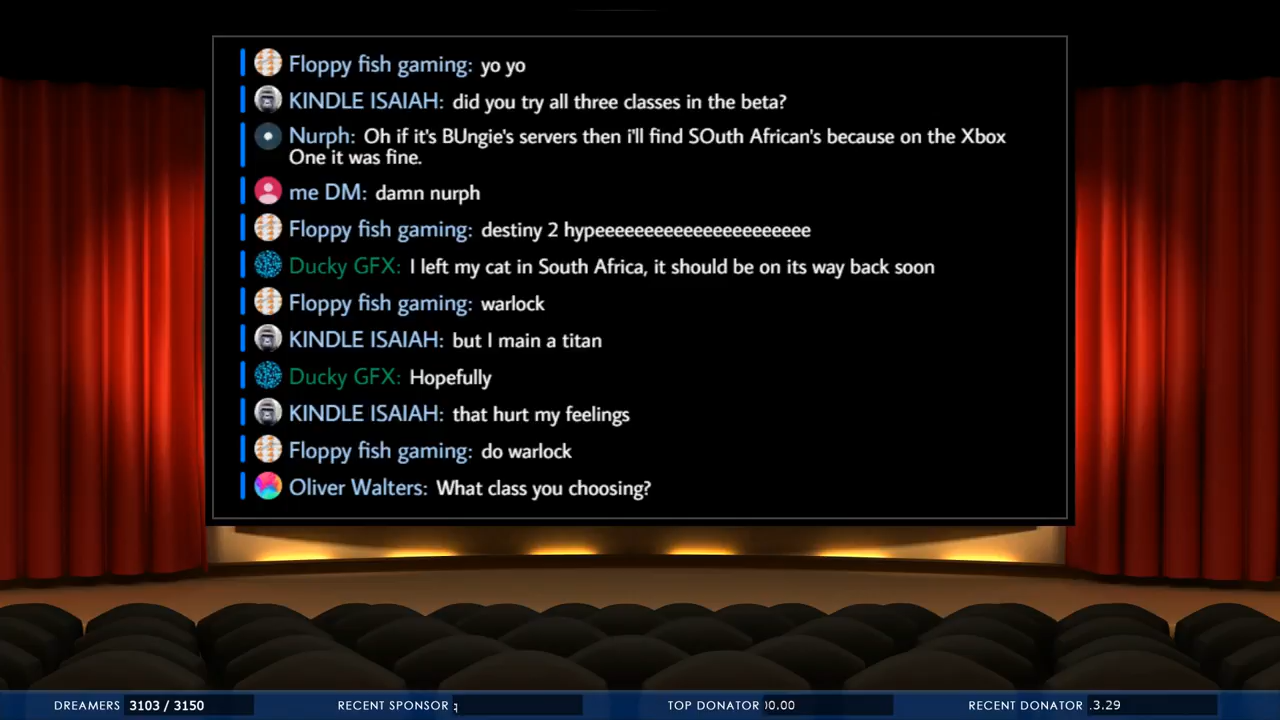 Floppy fish gaming: yo yo
KINDLE ISAIAH: did you try all three classes in the beta?
Nurph: Oh if it's BUngie's servers then i'll find SOuth African's because on the Xbox
One it was fine.
me DM: damn nurph
Floppy fish gaming: destiny 2 hypeeeeeeeeeeeeeeeeeeeeee
Ducky GFX: I left my cat in South Africa, it should be on its way back soon
Floppy fish gaming: warlock
KINDLE ISAIAH: but I main a titan
Ducky GFX: Hopefully
KINDLE ISAIAH: that hurt my feelings
Floppy fish gaming: do warlock
Oliver Walters: What class you choosing?
DREAMERS 3103 / 3150 RECENT SPONSOR TOP DONATOR 00.00 RECENT DONATOR .3.29